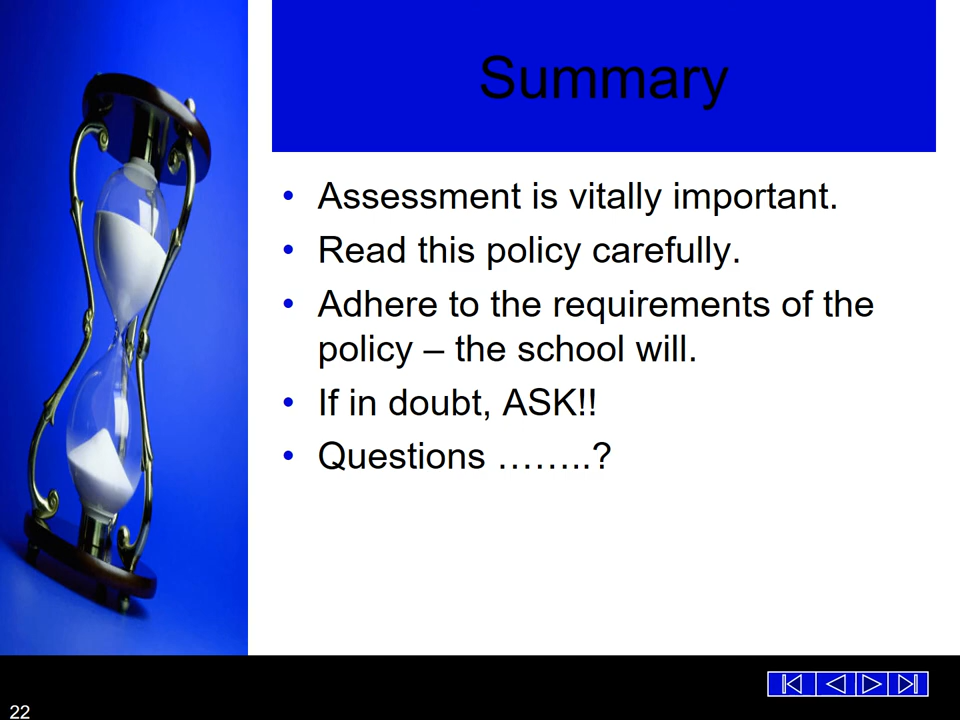 Summary
• Assessment is vitally important.
• Read this policy carefully.
• Adhere to the requirements of the
policy – the school will.
• If in doubt, ASK!!
• Questions ……..?
22